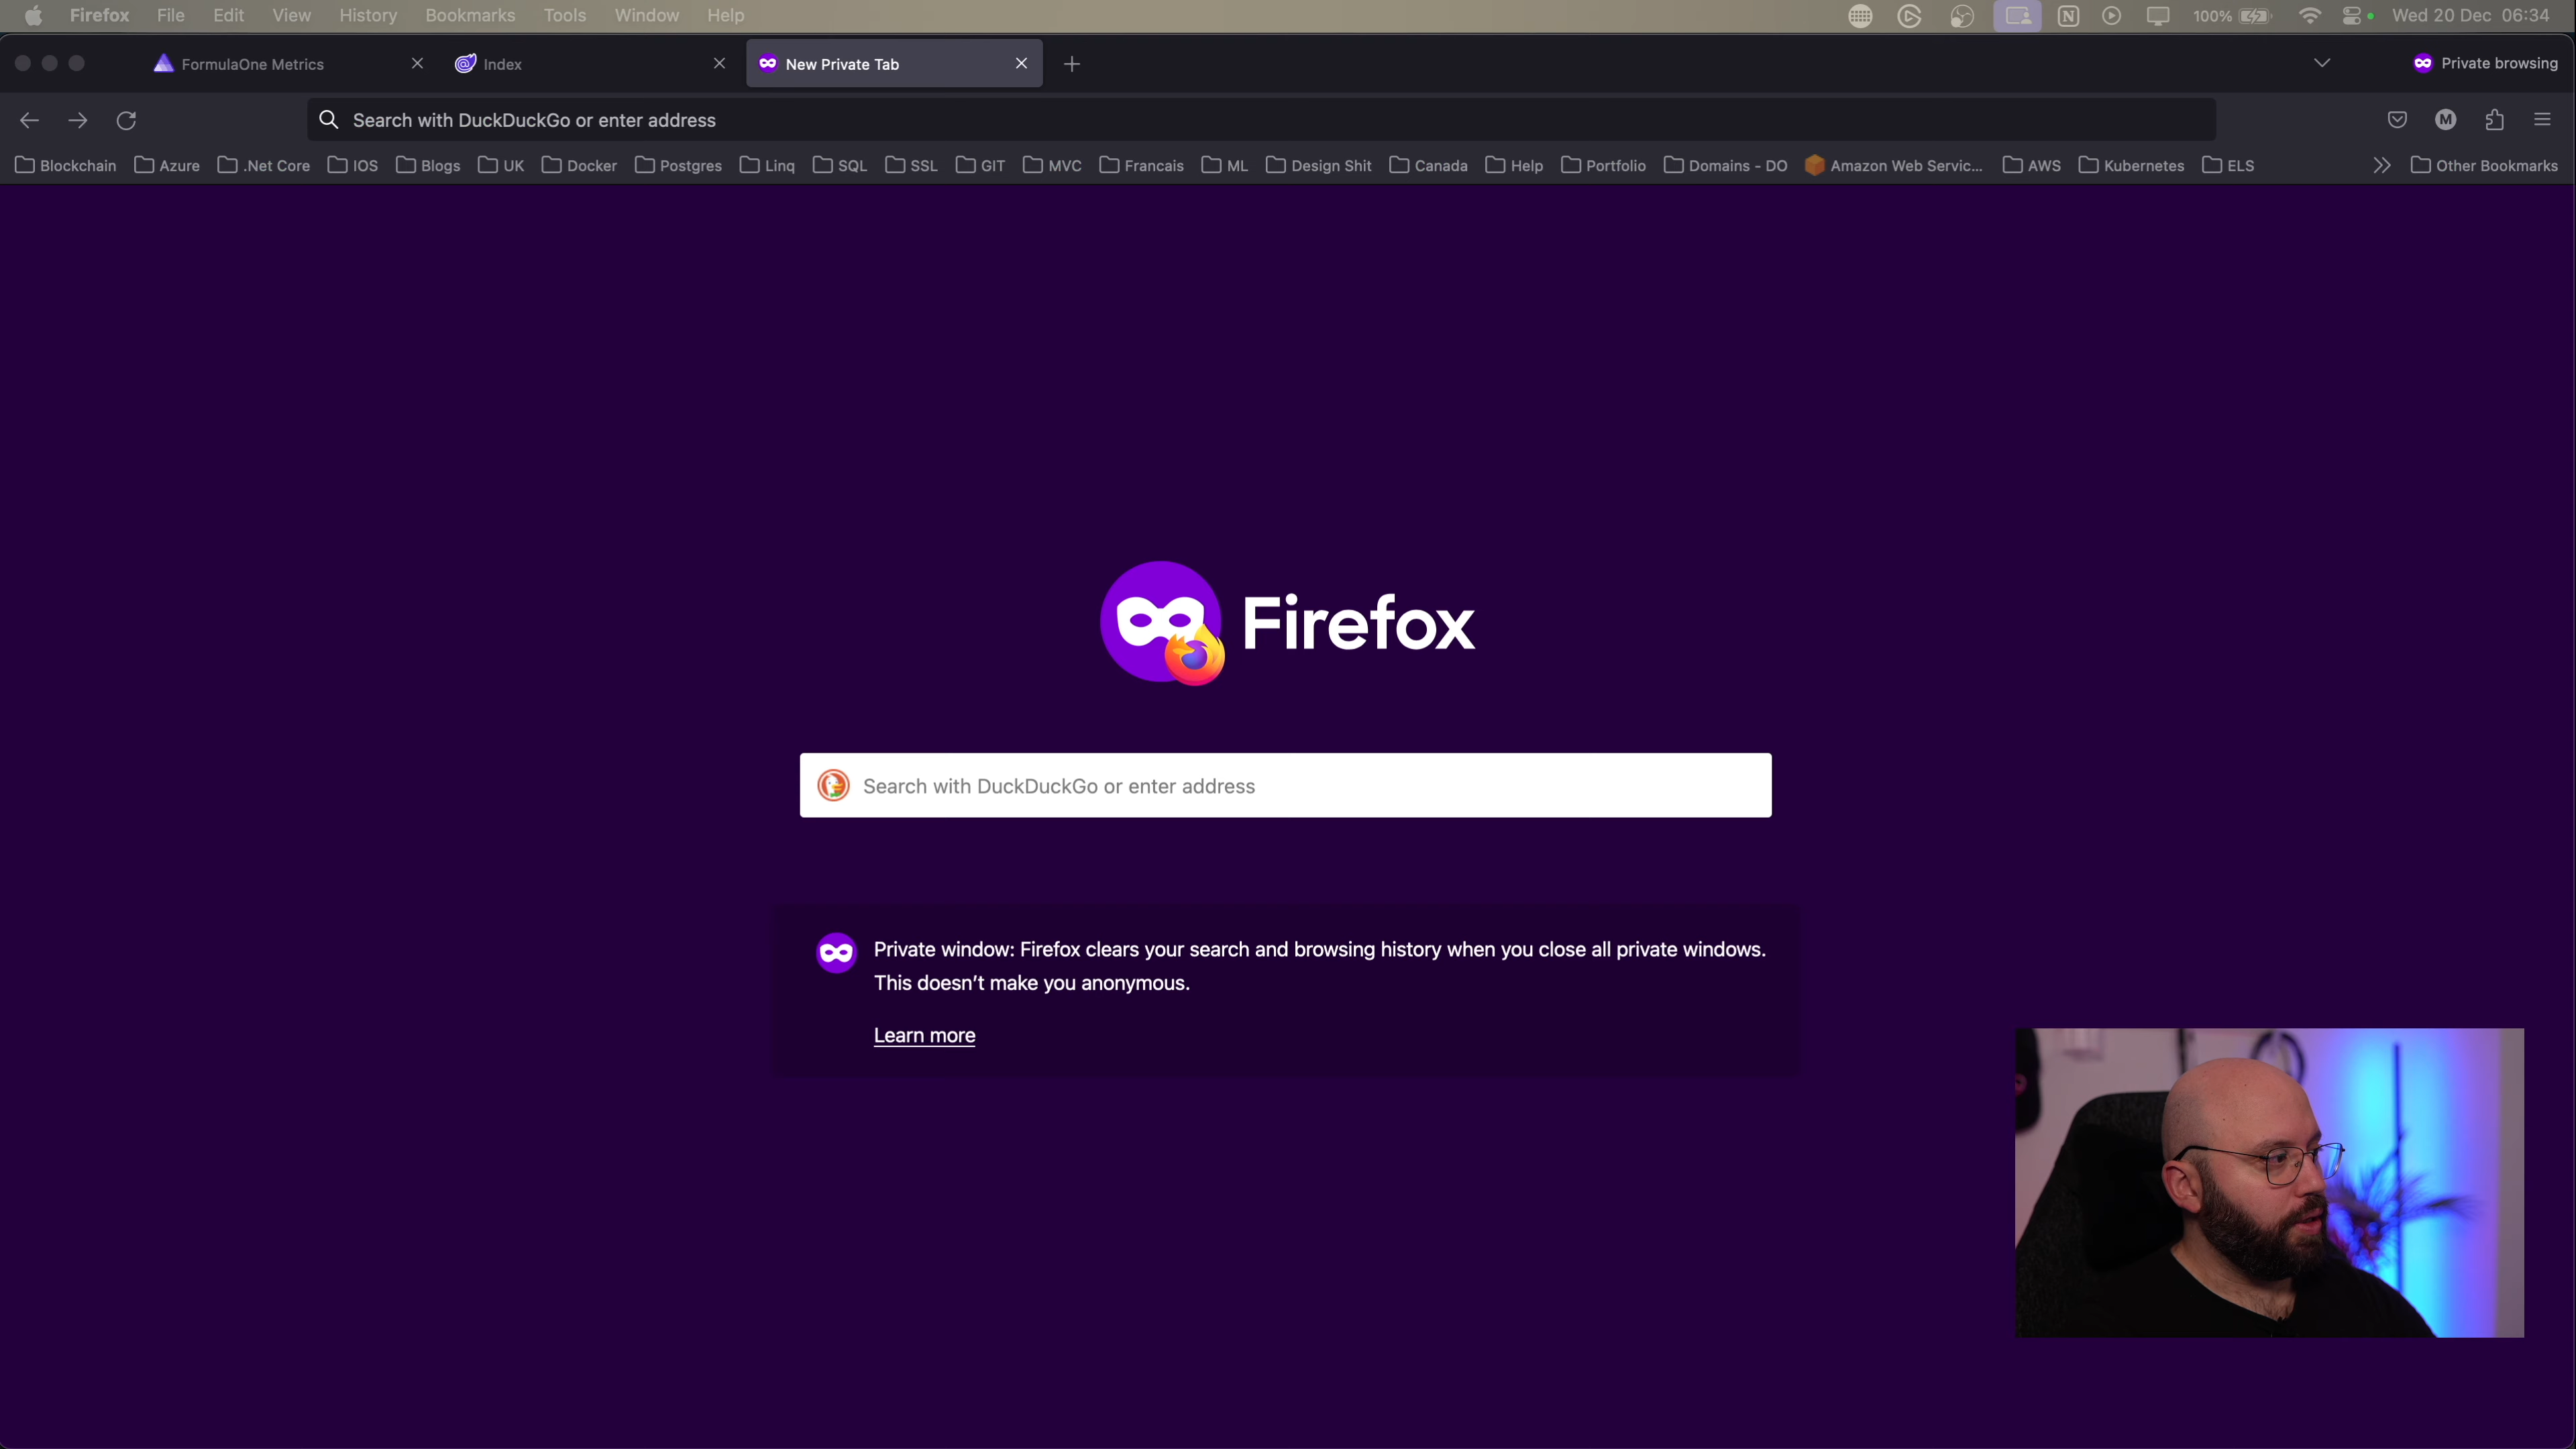 Firefox File Edit View History Bookmarks Tools Window Help 100% Wed 20 Dec 06:34
FormulaOne Metrics Index New Private Tab Private browsing
Search with DuckDuckGo or enter address M
Blockchain Azure .Net Core IOS Blogs UK Docker Postgres Linq SQL SSL GIT MVC Francais ML Design Shit Canada Help Portfolio Domains - DO Amazon Web Servic... AWS Kubernetes ELS Other Bookmarks
Firefox
Search with DuckDuckGo or enter address
Private window: Firefox clears your search and browsing history when you close all private windows.
This doesn't make you anonymous.
Learn more